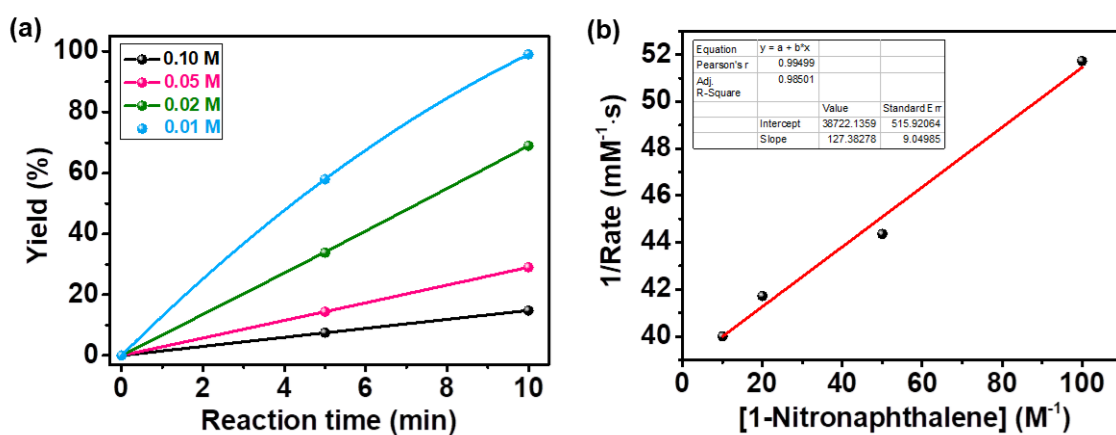 (a)
100
80
60
40
20
0
Yield (%)
0.10 M
0.05 M
0.02 M
0.01 M
0 2 4 6 8 10
Reaction time (min)
(b)
52
50
48
46
44
42
40
1/Rate (mM⁻¹·s)
Equation y = a + b*x
Pearson's r 0.99499
Adj. R-Square 0.98501
Value Standard Err
Intercept 38722.1359 515.92064
Slope 127.38278 9.04985
0 20 40 60 80 100
[1-Nitronaphthalene] (M⁻¹)